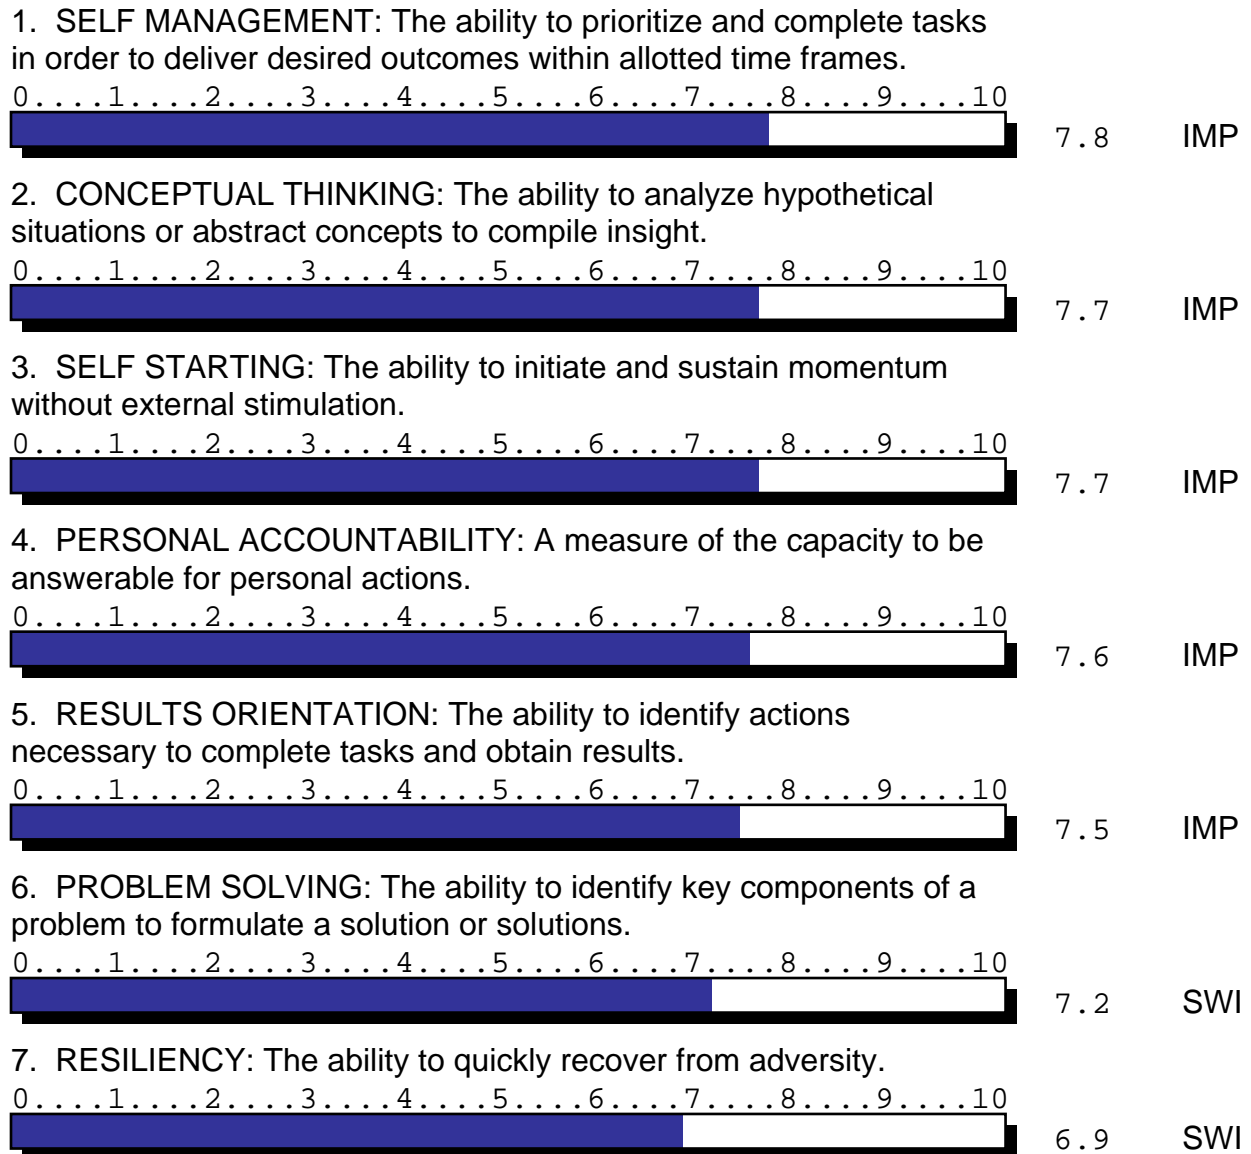 1. SELF MANAGEMENT: The ability to prioritize and complete tasks
in order to deliver desired outcomes within allotted time frames.
0....1....2....3....4....5....6....7....8....9....10
7.8 IMP
2. CONCEPTUAL THINKING: The ability to analyze hypothetical
situations or abstract concepts to compile insight.
0....1....2....3....4....5....6....7....8....9....10
7.7 IMP
3. SELF STARTING: The ability to initiate and sustain momentum
without external stimulation.
0....1....2....3....4....5....6....7....8....9....10
7.7 IMP
4. PERSONAL ACCOUNTABILITY: A measure of the capacity to be
answerable for personal actions.
0....1....2....3....4....5....6....7....8....9....10
7.6 IMP
5. RESULTS ORIENTATION: The ability to identify actions
necessary to complete tasks and obtain results.
0....1....2....3....4....5....6....7....8....9....10
7.5 IMP
6. PROBLEM SOLVING: The ability to identify key components of a
problem to formulate a solution or solutions.
0....1....2....3....4....5....6....7....8....9....10
7.2 SWI
7. RESILIENCY: The ability to quickly recover from adversity.
0....1....2....3....4....5....6....7....8....9....10
6.9 SWI